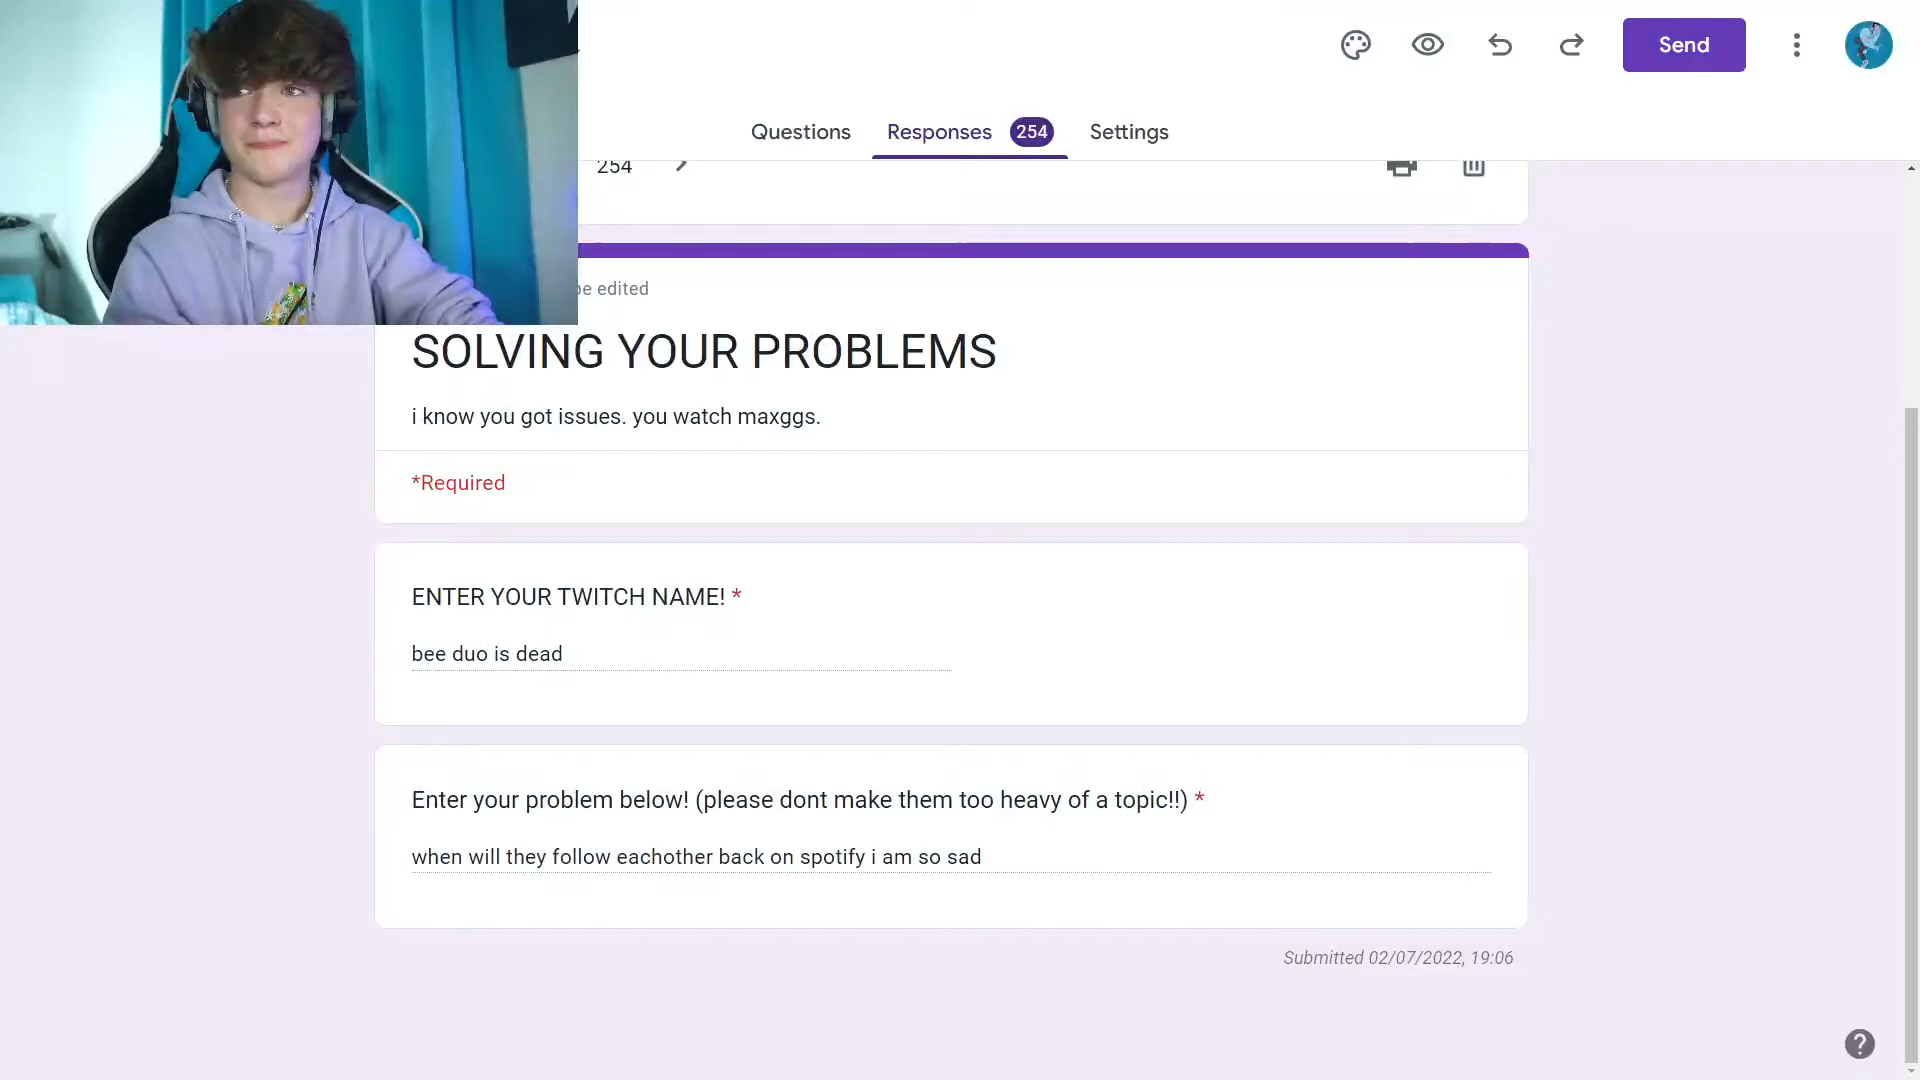 Send
Questions
Responses
254
Settings
254
be edited
SOLVING YOUR PROBLEMS
i know you got issues. you watch maxggs.
*Required
ENTER YOUR TWITCH NAME! *
bee duo is dead
Enter your problem below! (please dont make them too heavy of a topic!!) *
when will they follow eachother back on spotify i am so sad
Submitted 02/07/2022, 19:06